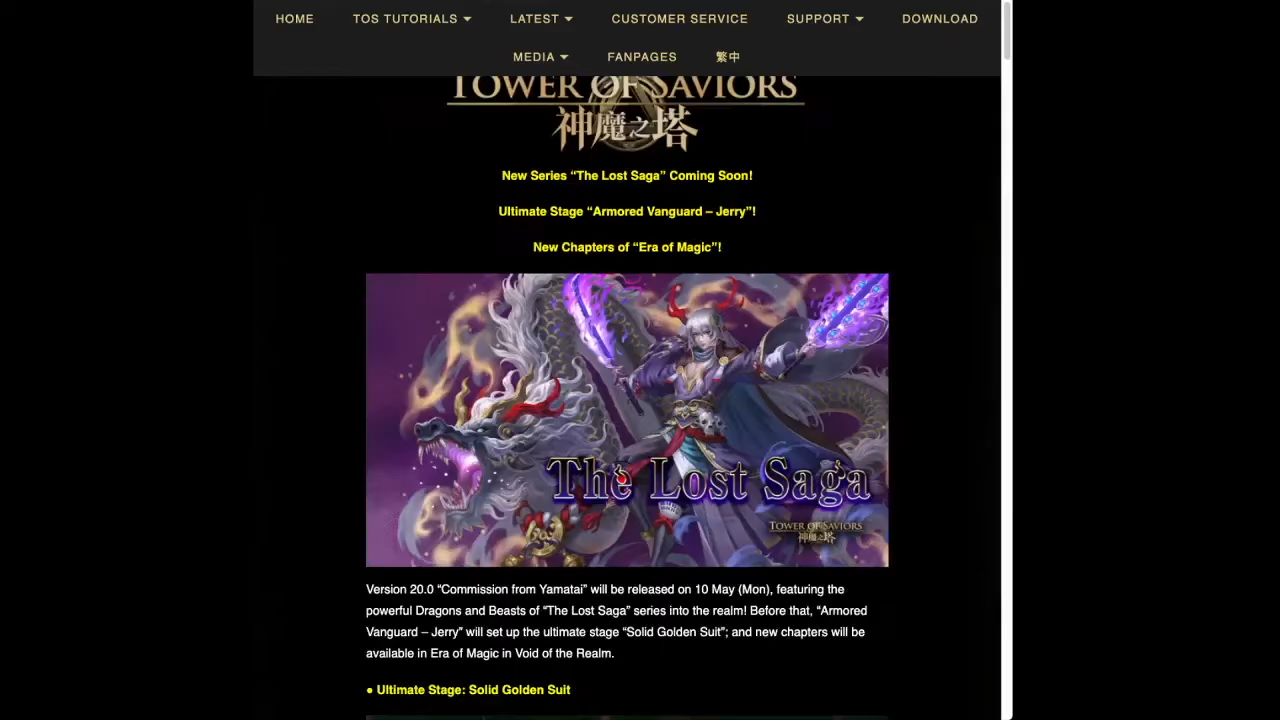 HOME TOS TUTORIALS LATEST CUSTOMER SERVICE SUPPORT DOWNLOAD
MEDIA FANPAGES 繁中
TOWER OF SAVIORS
神魔之塔
New Series “The Lost Saga” Coming Soon!
Ultimate Stage “Armored Vanguard – Jerry”!
New Chapters of “Era of Magic”!
The Lost Saga
TOWER OF SAVIORS
神魔之塔
Version 20.0 “Commission from Yamatai” will be released on 10 May (Mon), featuring the
powerful Dragons and Beasts of “The Lost Saga” series into the realm! Before that, “Armored
Vanguard – Jerry” will set up the ultimate stage “Solid Golden Suit”; and new chapters will be
available in Era of Magic in Void of the Realm.
● Ultimate Stage: Solid Golden Suit